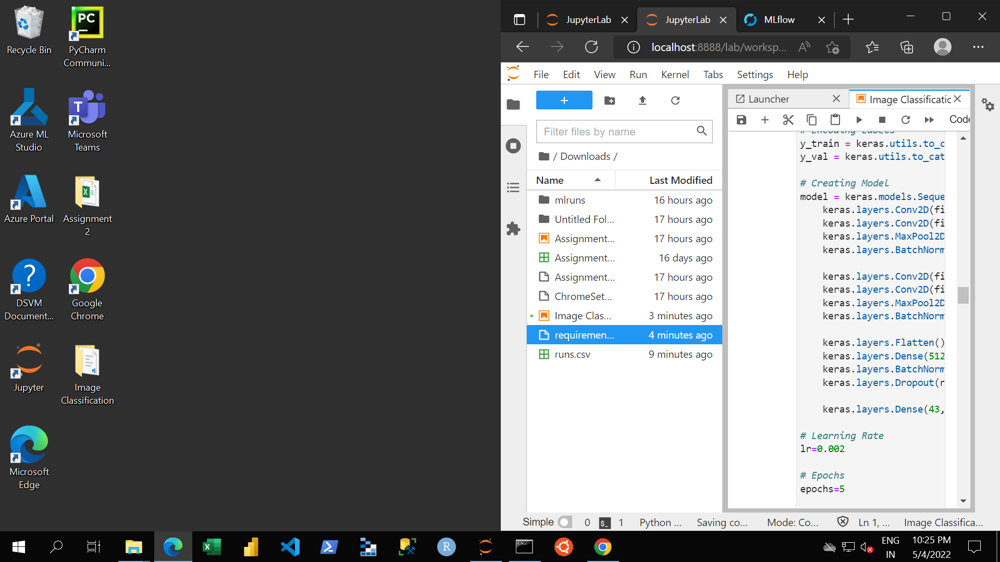 Recycle Bin
PC
PyCharm
Communi...
Azure ML
Studio
T
Microsoft
Teams
Azure Portal
Assignment
2
DSVM
Document...
Google
Chrome
Jupyter
Image
Classification
Microsoft
Edge
JupyterLab
JupyterLab
MLflow
localhost:8888/lab/worksp...
File Edit View Run Kernel Tabs Settings Help
Filter files by name
/ Downloads /
Name Last Modified
mlruns 16 hours ago
Untitled Fol... 17 hours ago
Assignment... 17 hours ago
Assignment... 16 days ago
Assignment... 17 hours ago
ChromeSet... 17 hours ago
Image Clas... 3 minutes ago
requiremen... 4 minutes ago
runs.csv 9 minutes ago
Launcher
Image Classificatic
Code
# Encoding Labels
y_train = keras.utils.to_c
y_val = keras.utils.to_cat
# Creating Model
model = keras.models.Seque
keras.layers.Conv2D(fi
keras.layers.Conv2D(fi
keras.layers.MaxPool2D
keras.layers.BatchNorm
keras.layers.Conv2D(fi
keras.layers.Conv2D(fi
keras.layers.MaxPool2D
keras.layers.BatchNorm
keras.layers.Flatten()
keras.layers.Dense(512
keras.layers.BatchNorm
keras.layers.Dropout(r
keras.layers.Dense(43,
# Learning Rate
lr=0.002
# Epochs
epochs=5
Simple 0 $_ 1 Python ... Saving co... Mode: Co... Ln 1, ... Image Classifica...
R
ENG
IN
10:25 PM
5/4/2022